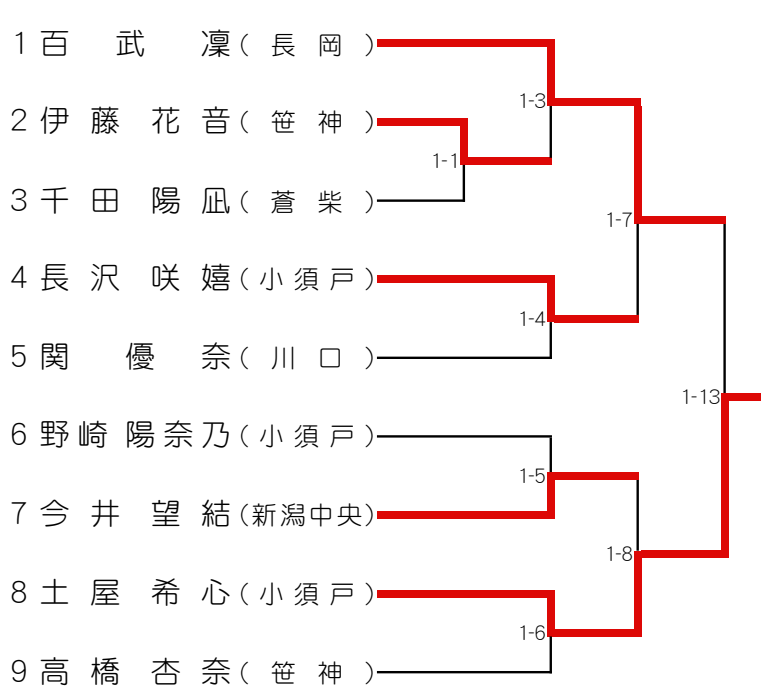 1 百武凜(長岡)
1-3
2 伊藤花音(笹神)
1-1
3 千田陽凪(蒼柴)
1-7
4 長沢咲嬉(小須戸)
1-4
5 関優奈(川口)
1-13
6 野崎陽奈乃(小須戸)
1-5
7 今井望結(新潟中央)
1-8
8 土屋希心(小須戸)
1-6
9 高橋杏奈(笹神)